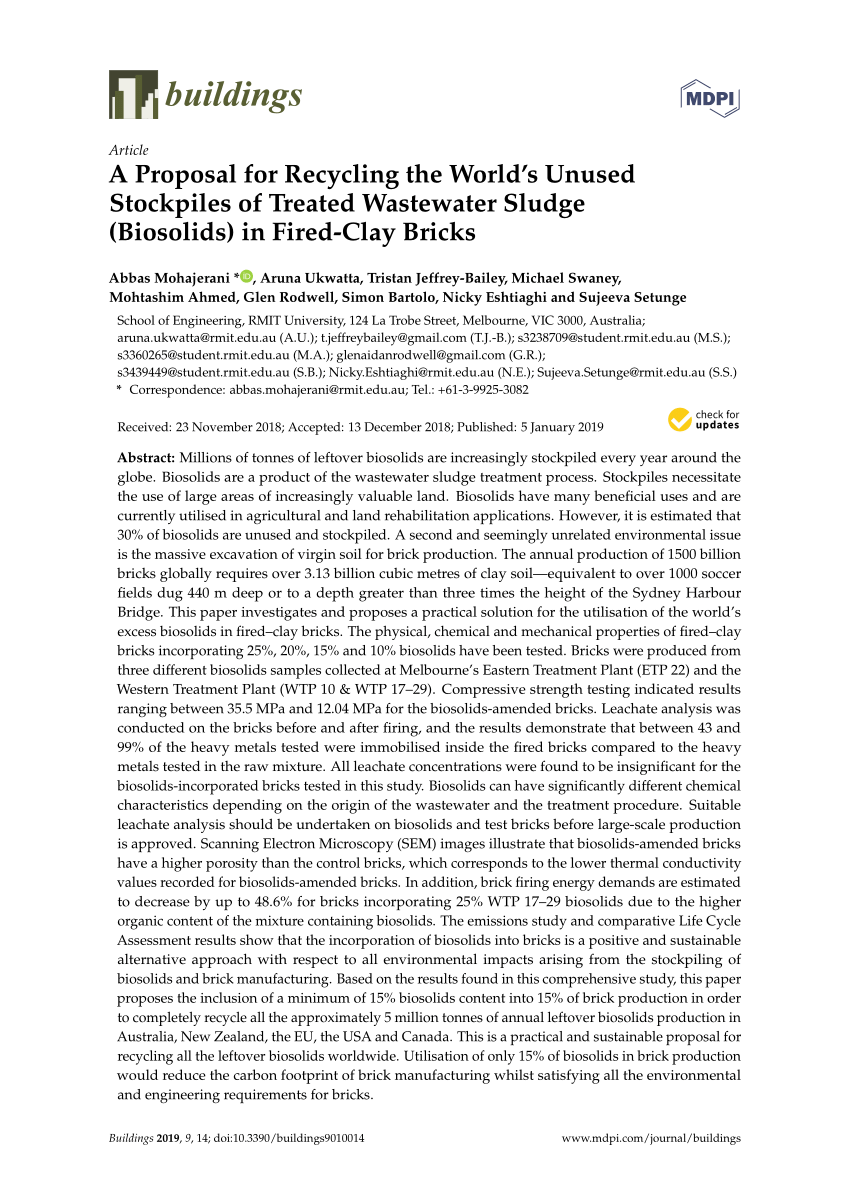 buildings
MDPI
Article
A Proposal for Recycling the World’s Unused
Stockpiles of Treated Wastewater Sludge
(Biosolids) in Fired-Clay Bricks
Abbas Mohajerani * iD , Aruna Ukwatta, Tristan Jeffrey-Bailey, Michael Swaney,
Mohtashim Ahmed, Glen Rodwell, Simon Bartolo, Nicky Eshtiaghi and Sujeeva Setunge
School of Engineering, RMIT University, 124 La Trobe Street, Melbourne, VIC 3000, Australia;
aruna.ukwatta@rmit.edu.au (A.U.); t.jeffreybailey@gmail.com (T.J.-B.); s3238709@student.rmit.edu.au (M.S.);
s3360265@student.rmit.edu.au (M.A.); glenaidanrodwell@gmail.com (G.R.);
s3439449@student.rmit.edu.au (S.B.); Nicky.Eshtiaghi@rmit.edu.au (N.E.); Sujeeva.Setunge@rmit.edu.au (S.S.)
* Correspondence: abbas.mohajerani@rmit.edu.au; Tel.: +61-3-9925-3082
Received: 23 November 2018; Accepted: 13 December 2018; Published: 5 January 2019
check for
updates
Abstract: Millions of tonnes of leftover biosolids are increasingly stockpiled every year around the
globe. Biosolids are a product of the wastewater sludge treatment process. Stockpiles necessitate
the use of large areas of increasingly valuable land. Biosolids have many beneficial uses and are
currently utilised in agricultural and land rehabilitation applications. However, it is estimated that
30% of biosolids are unused and stockpiled. A second and seemingly unrelated environmental issue
is the massive excavation of virgin soil for brick production. The annual production of 1500 billion
bricks globally requires over 3.13 billion cubic metres of clay soil—equivalent to over 1000 soccer
fields dug 440 m deep or to a depth greater than three times the height of the Sydney Harbour
Bridge. This paper investigates and proposes a practical solution for the utilisation of the world’s
excess biosolids in fired–clay bricks. The physical, chemical and mechanical properties of fired–clay
bricks incorporating 25%, 20%, 15% and 10% biosolids have been tested. Bricks were produced from
three different biosolids samples collected at Melbourne’s Eastern Treatment Plant (ETP 22) and the
Western Treatment Plant (WTP 10 & WTP 17–29). Compressive strength testing indicated results
ranging between 35.5 MPa and 12.04 MPa for the biosolids-amended bricks. Leachate analysis was
conducted on the bricks before and after firing, and the results demonstrate that between 43 and
99% of the heavy metals tested were immobilised inside the fired bricks compared to the heavy
metals tested in the raw mixture. All leachate concentrations were found to be insignificant for the
biosolids-incorporated bricks tested in this study. Biosolids can have significantly different chemical
characteristics depending on the origin of the wastewater and the treatment procedure. Suitable
leachate analysis should be undertaken on biosolids and test bricks before large-scale production
is approved. Scanning Electron Microscopy (SEM) images illustrate that biosolids-amended bricks
have a higher porosity than the control bricks, which corresponds to the lower thermal conductivity
values recorded for biosolids-amended bricks. In addition, brick firing energy demands are estimated
to decrease by up to 48.6% for bricks incorporating 25% WTP 17–29 biosolids due to the higher
organic content of the mixture containing biosolids. The emissions study and comparative Life Cycle
Assessment results show that the incorporation of biosolids into bricks is a positive and sustainable
alternative approach with respect to all environmental impacts arising from the stockpiling of
biosolids and brick manufacturing. Based on the results found in this comprehensive study, this paper
proposes the inclusion of a minimum of 15% biosolids content into 15% of brick production in order
to completely recycle all the approximately 5 million tonnes of annual leftover biosolids production in
Australia, New Zealand, the EU, the USA and Canada. This is a practical and sustainable proposal for
recycling all the leftover biosolids worldwide. Utilisation of only 15% of biosolids in brick production
would reduce the carbon footprint of brick manufacturing whilst satisfying all the environmental
and engineering requirements for bricks.
Buildings 2019, 9, 14; doi:10.3390/buildings9010014
www.mdpi.com/journal/buildings